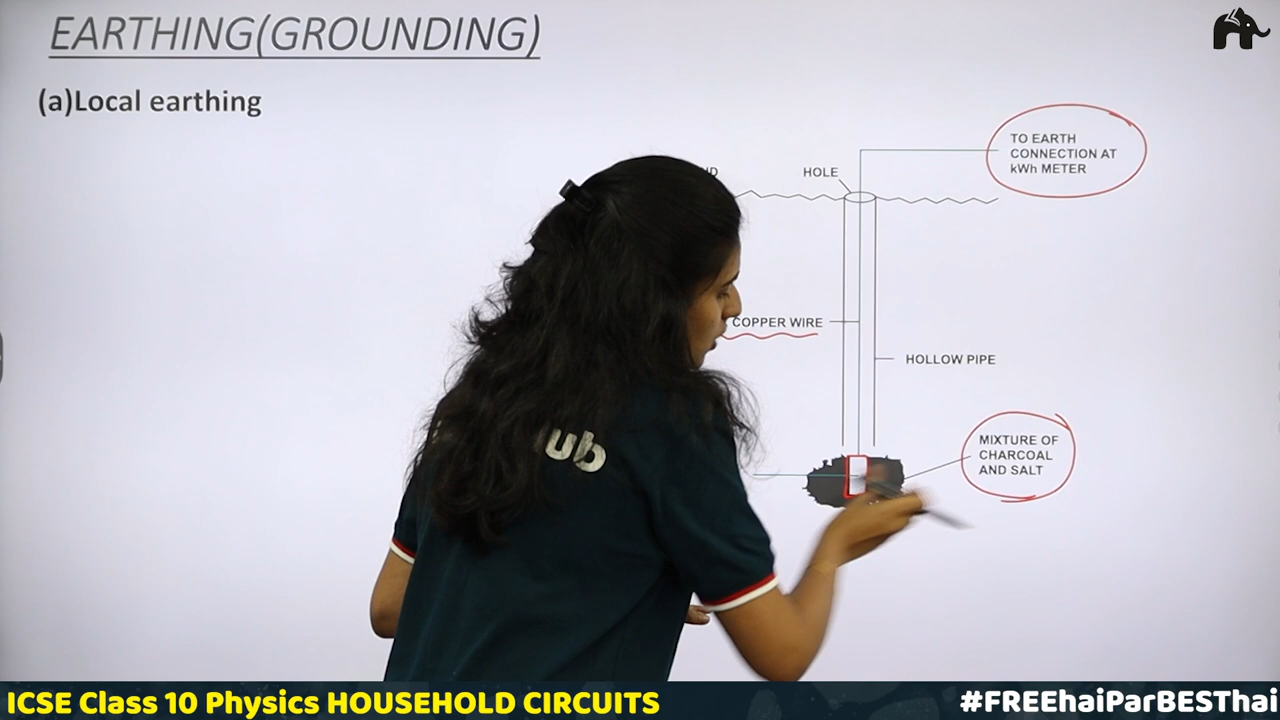 EARTHING(GROUNDING)
(a)Local earthing
TO EARTH
CONNECTION AT
kWh METER
HOLE
COPPER WIRE
HOLLOW PIPE
MIXTURE OF
CHARCOAL
AND SALT
ub
ICSE Class 10 Physics HOUSEHOLD CIRCUITS
#FREEhaiParBESThai